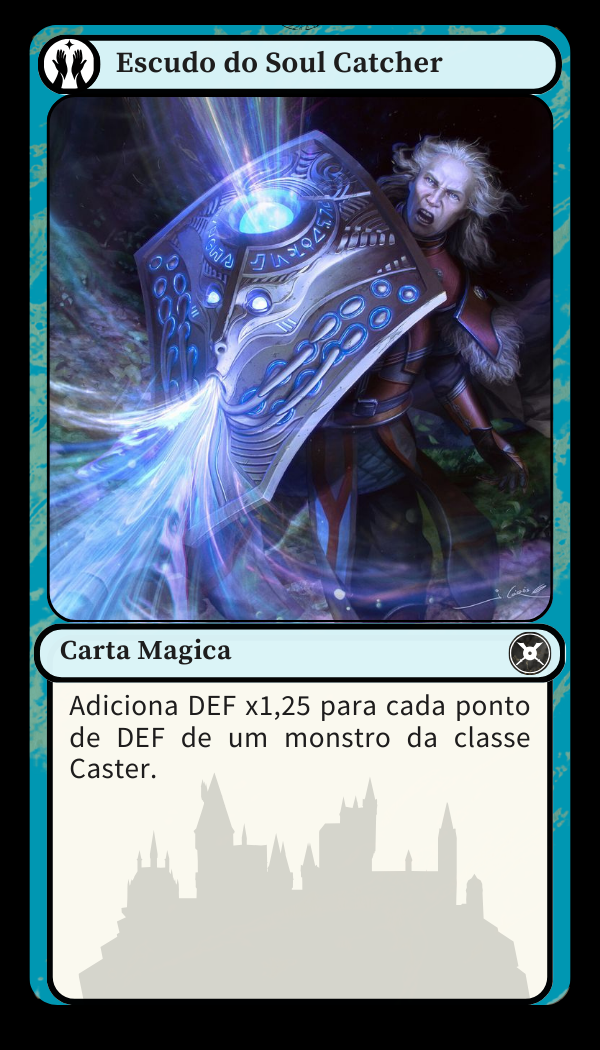 Escudo do Soul Catcher
Carta Magica
Adiciona DEF x1,25 para cada ponto
de DEF de um monstro da classe
Caster.